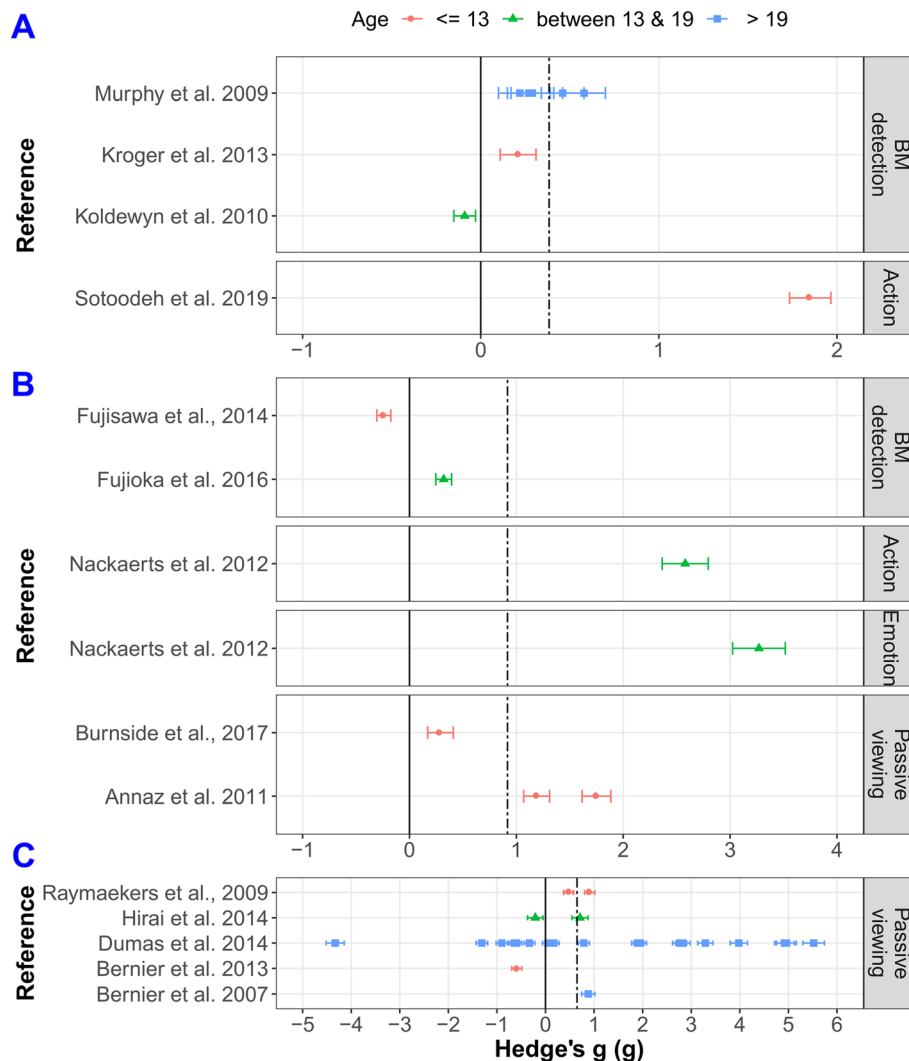 A
Age <= 13 between 13 & 19 > 19
Reference
Murphy et al. 2009
Kroger et al. 2013
Koldewyn et al. 2010
BM
detection
Sotoodeh et al. 2019
Action
−1 0 1 2
B
Reference
Fujisawa et al., 2014
Fujioka et al. 2016
BM
detection
Nackaerts et al. 2012
Action
Nackaerts et al. 2012
Emotion
Burnside et al., 2017
Annaz et al. 2011
Passive
viewing
−1 0 1 2 3 4
C
Reference
Raymaekers et al., 2009
Hirai et al. 2014
Dumas et al. 2014
Bernier et al. 2013
Bernier et al. 2007
Passive
viewing
−5 −4 −3 −2 −1 0 1 2 3 4 5 6
Hedge's g (g)